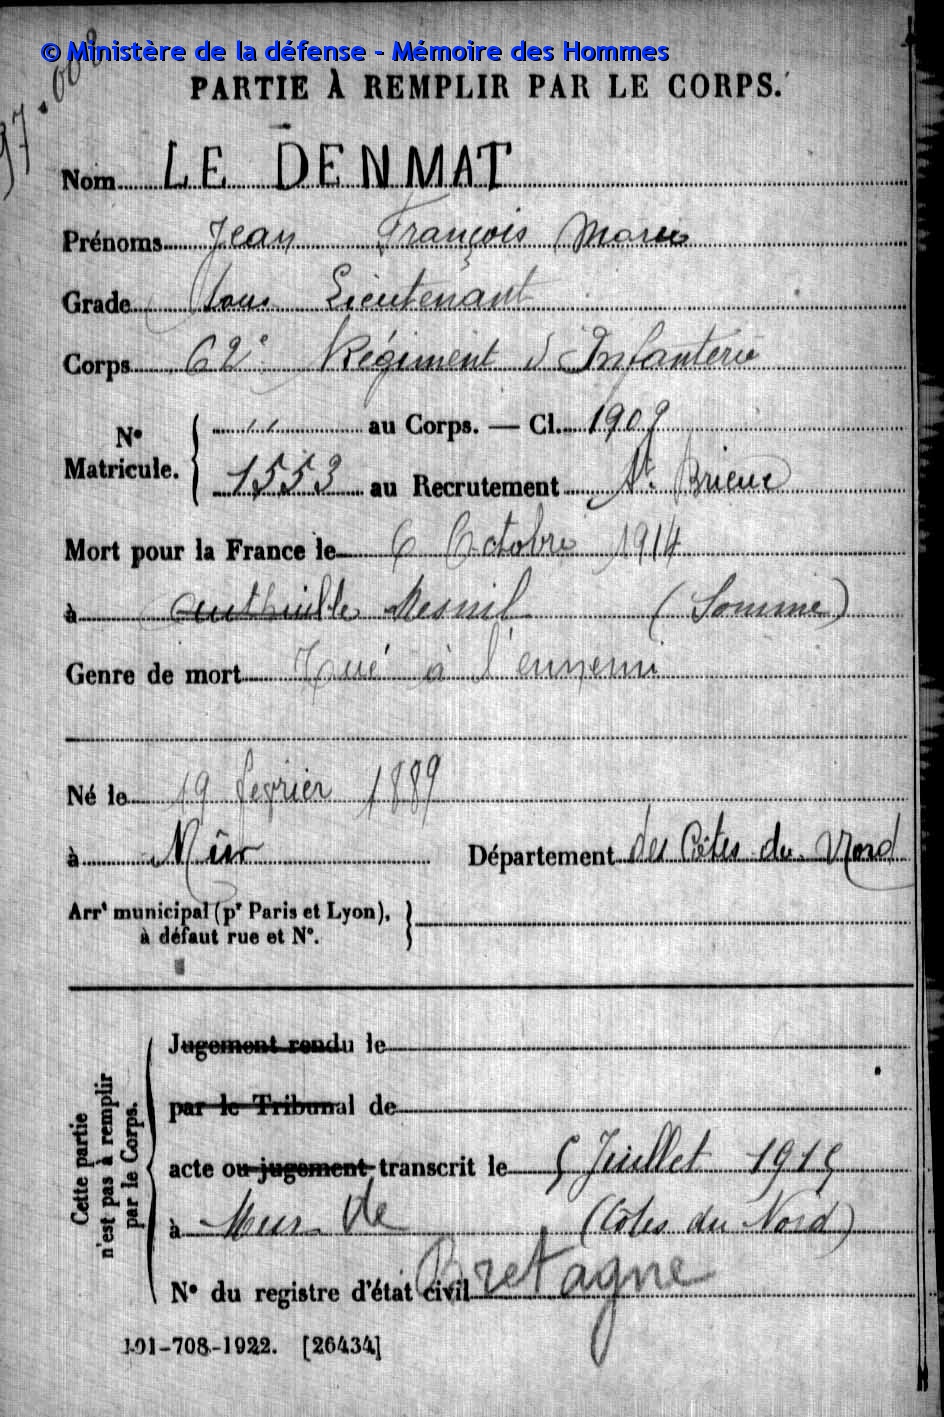 © Ministère de la défense - Mémoire des Hommes
97.008
PARTIE À REMPLIR PAR LE CORPS.
Nom LE DENMAT
Prénoms Jean François Marie
Grade Sous Lieutenant
Corps 62e Régiment d'Infanterie
N° Matricule. " au Corps. — Cl. 1909
1553 au Recrutement St. Brieuc
Mort pour la France le 6 Octobre 1914
à Authuille Mesnil (Somme)
Genre de mort Tué à l'ennemi
Né le 19 février 1889
à Mûr Département des Côtes du Nord
Arrt municipal (pr Paris et Lyon),
à défaut rue et N°.
Cette partie
n'est pas à remplir
par le Corps.
Jugement rendu le
par le Tribunal de
acte ou jugement transcrit le 5 Juillet 1915
à Mur de (Côtes du Nord)
Bretagne
N° du registre d'état civil
101-708-1922. [26434]